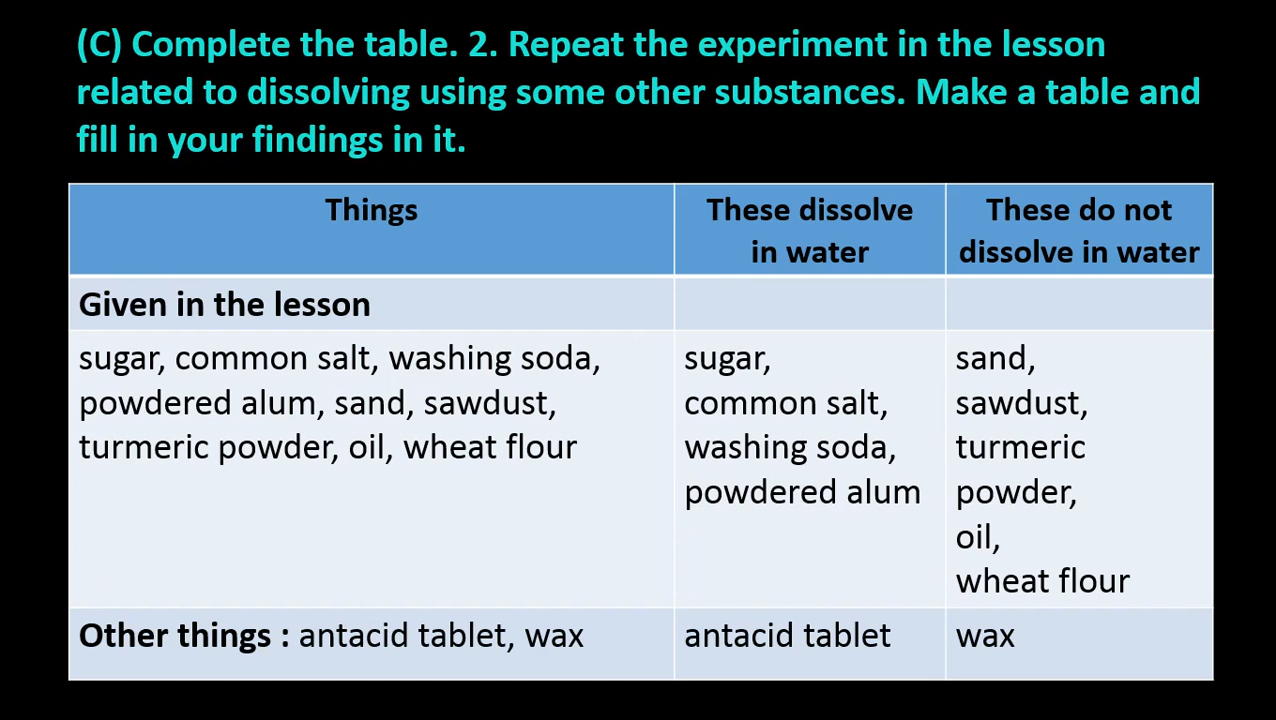 (C) Complete the table. 2. Repeat the experiment in the lesson
related to dissolving using some other substances. Make a table and
fill in your findings in it.
Things
These dissolve
in water
These do not
dissolve in water
Given in the lesson
sugar, common salt, washing soda,
powdered alum, sand, sawdust,
turmeric powder, oil, wheat flour
sugar,
common salt,
washing soda,
powdered alum
sand,
sawdust,
turmeric
powder,
oil,
wheat flour
Other things : antacid tablet, wax
antacid tablet
wax